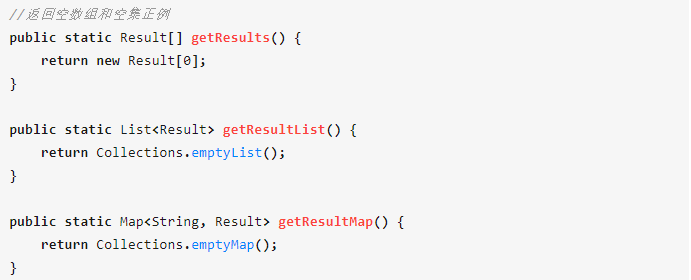 //返回空数组和空集正例
public static Result[] getResults() {
    return new Result[0];
}
public static List<Result> getResultList() {
    return Collections.emptyList();
}
public static Map<String, Result> getResultMap() {
    return Collections.emptyMap();
}